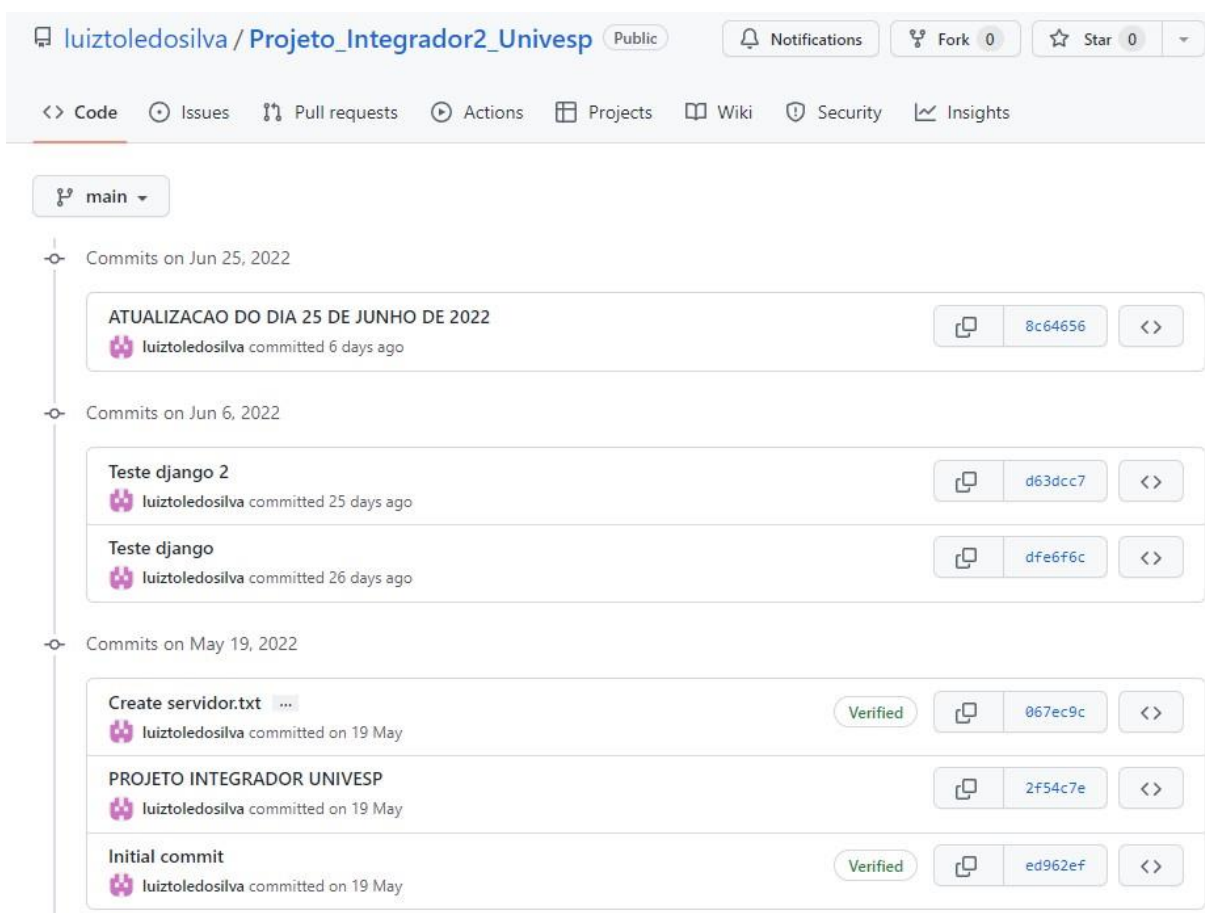 luiztoledosilva / Projeto_Integrador2_Univesp Public Notifications Fork 0 Star 0
<> Code Issues Pull requests Actions Projects Wiki Security Insights
main
Commits on Jun 25, 2022
ATUALIZACAO DO DIA 25 DE JUNHO DE 2022
luiztoledosilva committed 6 days ago
8c64656 <>
Commits on Jun 6, 2022
Teste django 2
luiztoledosilva committed 25 days ago
d63dcc7 <>
Teste django
luiztoledosilva committed 26 days ago
dfe6f6c <>
Commits on May 19, 2022
Create servidor.txt ...
luiztoledosilva committed on 19 May
Verified 067ec9c <>
PROJETO INTEGRADOR UNIVESP
luiztoledosilva committed on 19 May
2f54c7e <>
Initial commit
luiztoledosilva committed on 19 May
Verified ed962ef <>